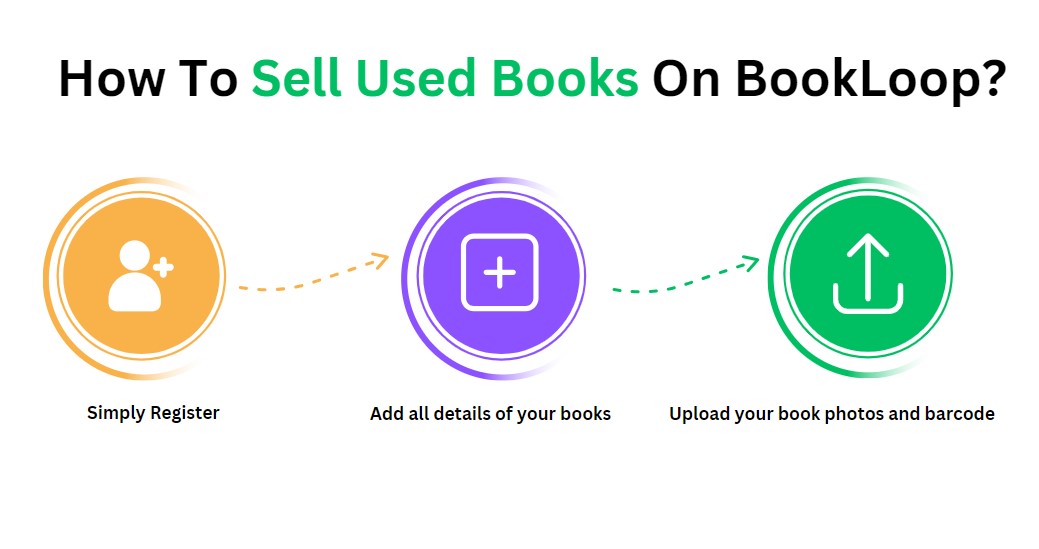 How To Sell Used Books On BookLoop?
Simply Register
Add all details of your books
Upload your book photos and barcode